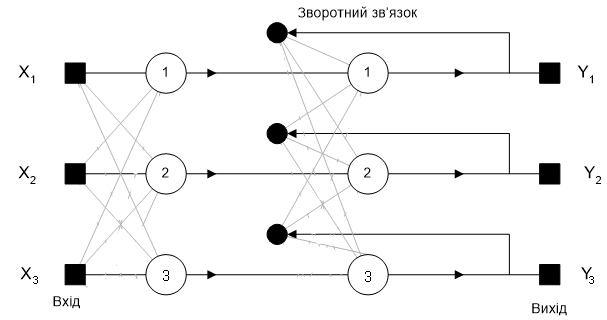 Зворотний зв'язок
X1 1 1 Y1
X2 2 2 Y2
X3 3 3 Y3
Вхід
Вихід